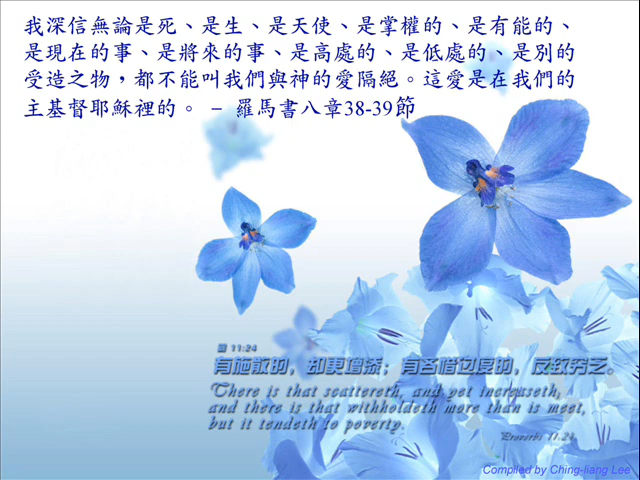 我深信無論是死、是生、是天使、是掌權的、是有能的、
是現在的事、是將來的事、是高處的、是低處的、是別的
受造之物，都不能叫我們與神的愛隔絕。這愛是在我們的
主基督耶穌裡的。 – 羅馬書八章38-39節
箴 11:24
有施散的，却更增添；有吝惜过度的，反致穷乏。
There is that scattereth, and yet increaseth;
and there is that withholdeth more than is meet,
but it tendeth to poverty.
Proverbs 11.24
Compiled by Ching-liang Lee